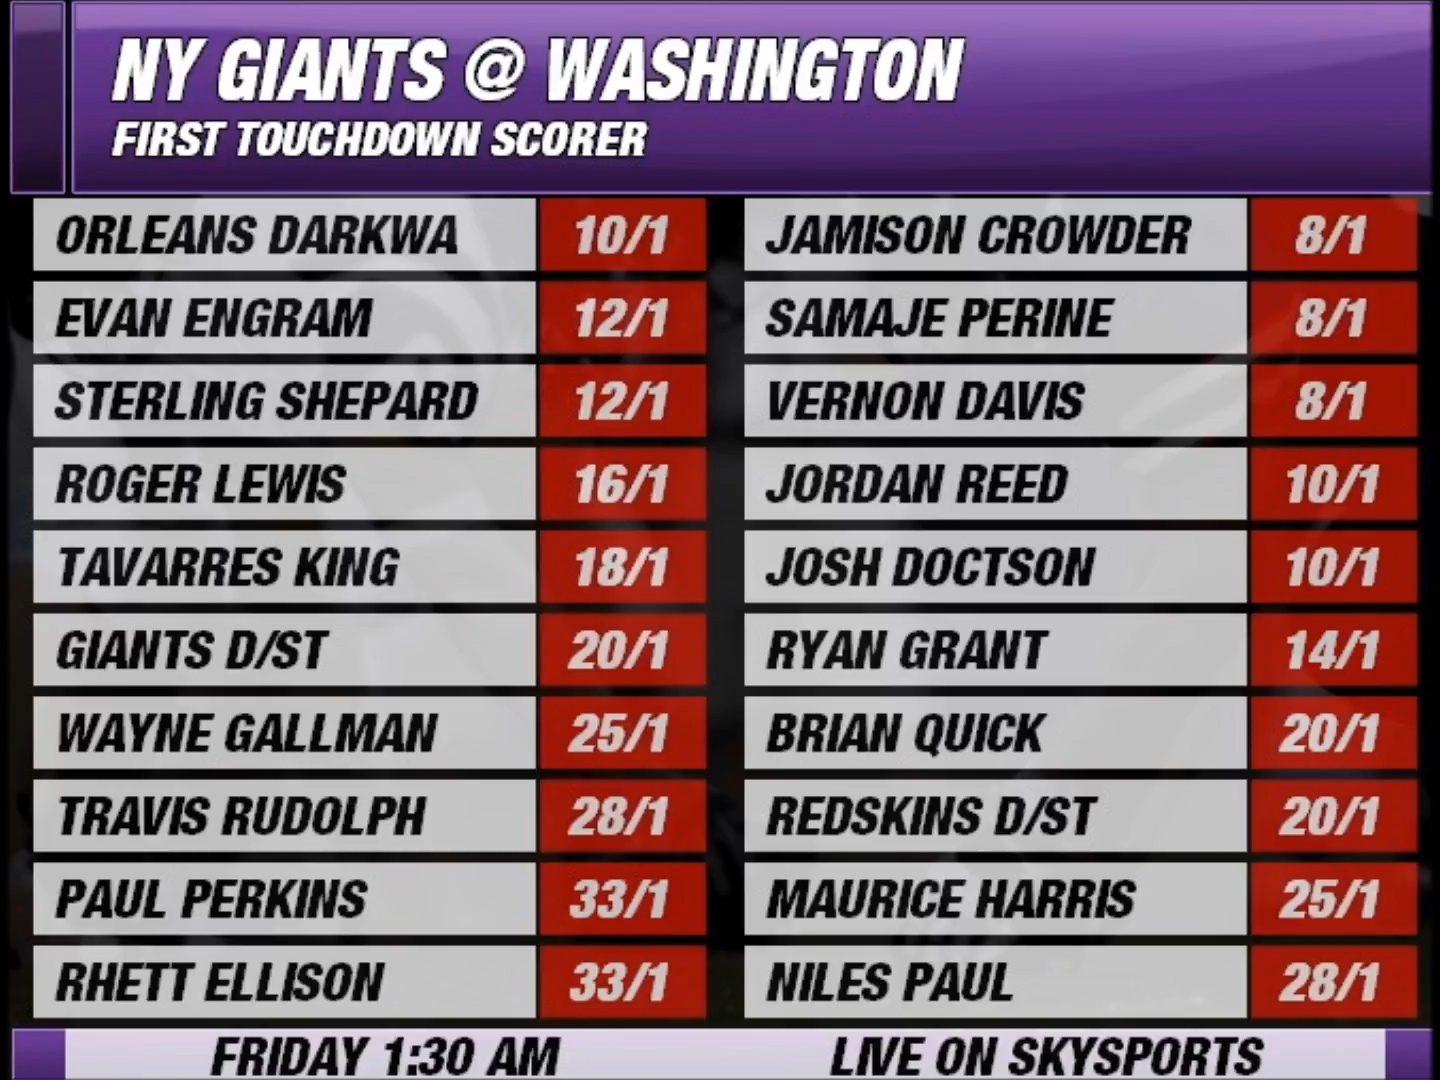 NY GIANTS @ WASHINGTON
FIRST TOUCHDOWN SCORER
ORLEANS DARKWA 10/1
EVAN ENGRAM 12/1
STERLING SHEPARD 12/1
ROGER LEWIS 16/1
TAVARRES KING 18/1
GIANTS D/ST 20/1
WAYNE GALLMAN 25/1
TRAVIS RUDOLPH 28/1
PAUL PERKINS 33/1
RHETT ELLISON 33/1
JAMISON CROWDER 8/1
SAMAJE PERINE 8/1
VERNON DAVIS 8/1
JORDAN REED 10/1
JOSH DOCTSON 10/1
RYAN GRANT 14/1
BRIAN QUICK 20/1
REDSKINS D/ST 20/1
MAURICE HARRIS 25/1
NILES PAUL 28/1
FRIDAY 1:30 AM LIVE ON SKYSPORTS